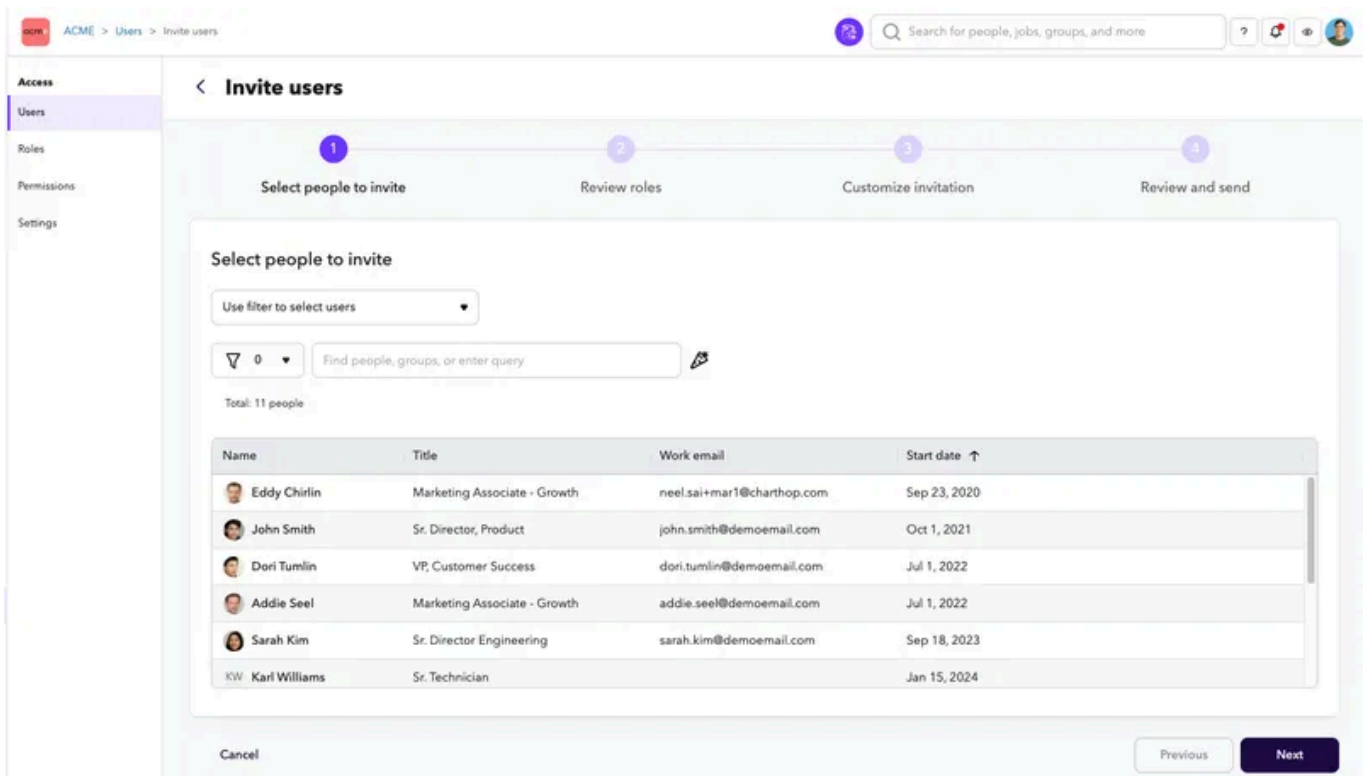 acm
ACME > Users > Invite users
Search for people, jobs, groups, and more
?
Access
Users
Roles
Permissions
Settings
Invite users
1 2 3 4
Select people to invite Review roles Customize invitation Review and send
Select people to invite
Use filter to select users
0 Find people, groups, or enter query
Total: 11 people
Name Title Work email Start date ↑
Eddy Chirlin Marketing Associate - Growth neel.sai+mar1@charthop.com Sep 23, 2020
John Smith Sr. Director, Product john.smith@demoemail.com Oct 1, 2021
Dori Tumlin VP, Customer Success dori.tumlin@demoemail.com Jul 1, 2022
Addie Seel Marketing Associate - Growth addie.seel@demoemail.com Jul 1, 2022
Sarah Kim Sr. Director Engineering sarah.kim@demoemail.com Sep 18, 2023
KW Karl Williams Sr. Technician Jan 15, 2024
Cancel Previous Next